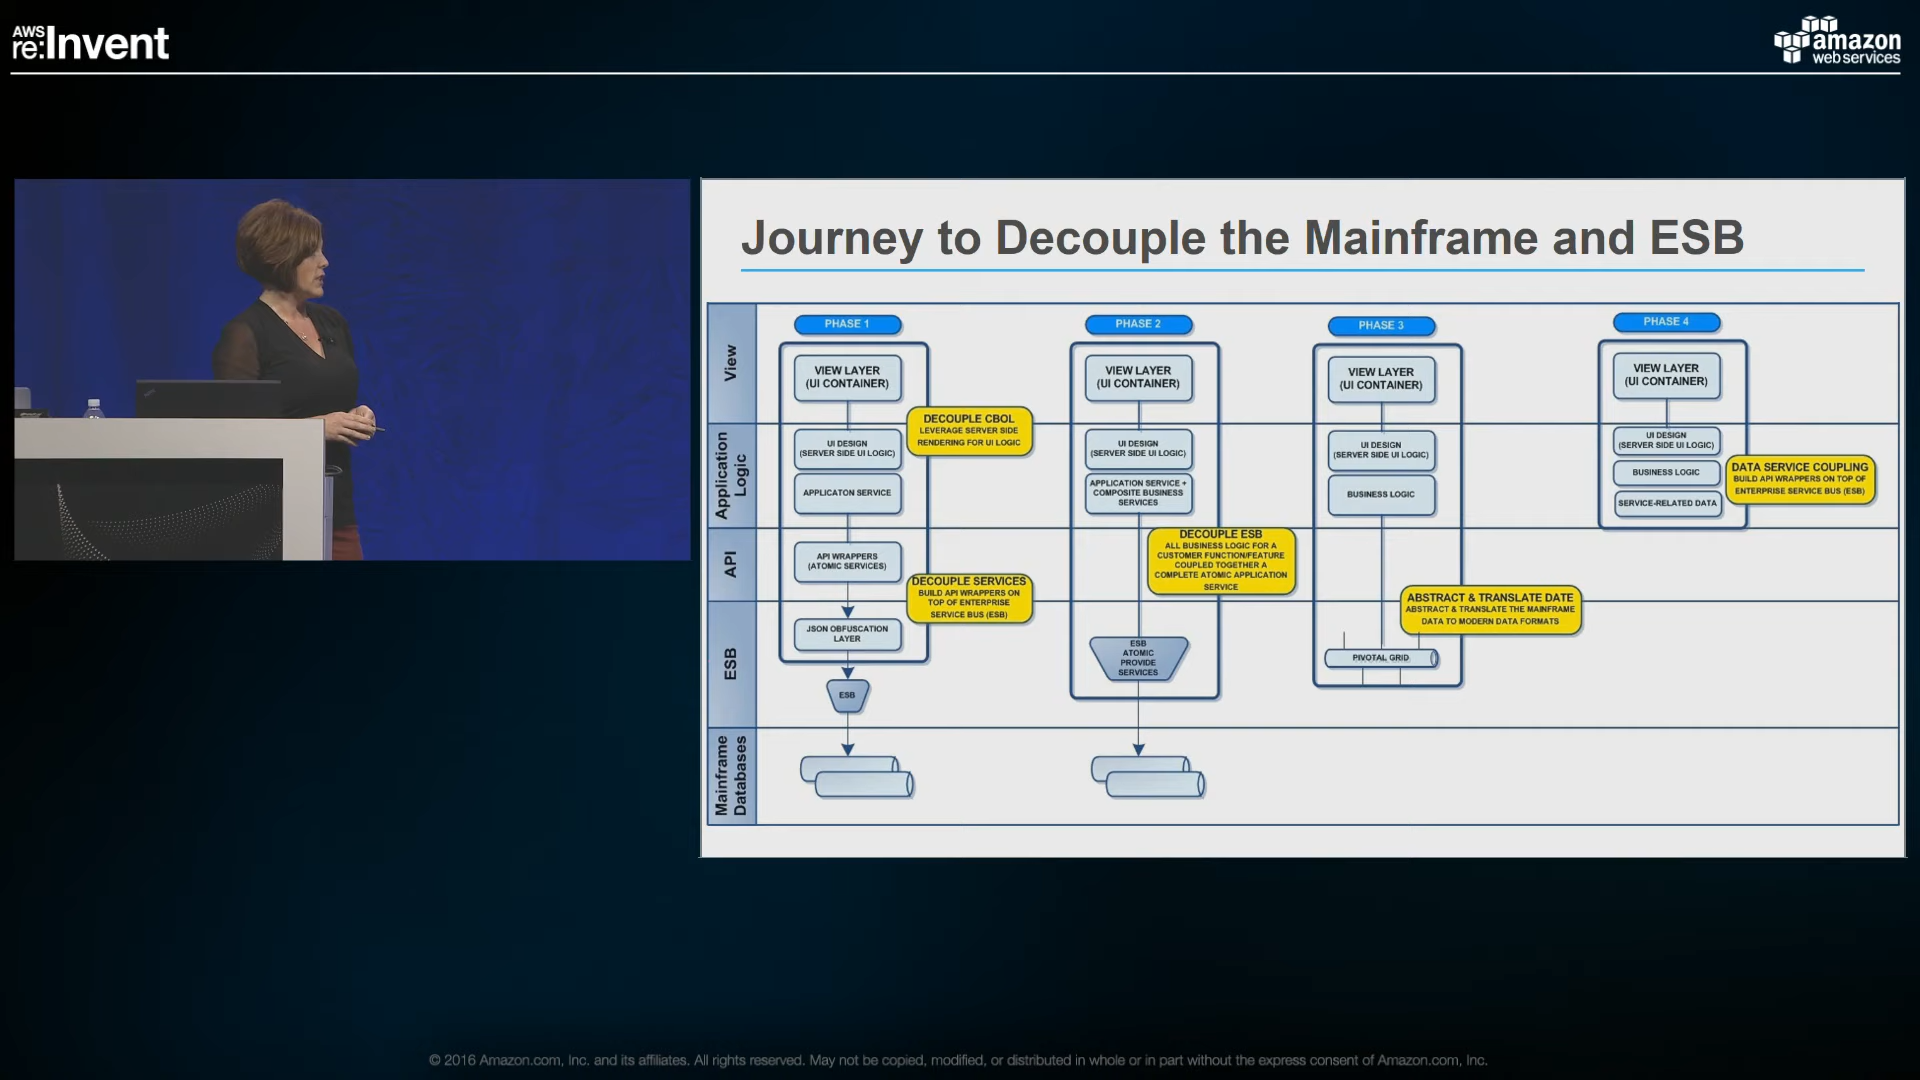 AWS
re:Invent
amazon
web services
Journey to Decouple the Mainframe and ESB
View
Application
Logic
API
ESB
Mainframe
Databases
PHASE 1
VIEW LAYER
(UI CONTAINER)
DECOUPLE CBOL
LEVERAGE SERVER SIDE
RENDERING FOR UI LOGIC
UI DESIGN
(SERVER SIDE UI LOGIC)
APPLICATON SERVICE
API WRAPPERS
(ATOMIC SERVICES)
DECOUPLE SERVICES
BUILD API WRAPPERS ON
TOP OF ENTERPRISE
SERVICE BUS (ESB)
JSON OBFUSCATION
LAYER
ESB
PHASE 2
VIEW LAYER
(UI CONTAINER)
UI DESIGN
(SERVER SIDE UI LOGIC)
APPLICATION SERVICE +
COMPOSITE BUSINESS
SERVICES
DECOUPLE ESB
ALL BUSINESS LOGIC FOR A
CUSTOMER FUNCTION/FEATURE
COUPLED TOGETHER A
COMPLETE ATOMIC APPLICATION
SERVICE
ESB
ATOMIC
PROVIDE
SERVICES
PHASE 3
VIEW LAYER
(UI CONTAINER)
UI DESIGN
(SERVER SIDE UI LOGIC)
BUSINESS LOGIC
ABSTRACT & TRANSLATE DATE
ABSTRACT & TRANSLATE THE MAINFRAME
DATA TO MODERN DATA FORMATS
PIVOTAL GRID
PHASE 4
VIEW LAYER
(UI CONTAINER)
UI DESIGN
(SERVER SIDE UI LOGIC)
BUSINESS LOGIC
SERVICE-RELATED DATA
DATA SERVICE COUPLING
BUILD API WRAPPERS ON TOP OF
ENTERPRISE SERVICE BUS (ESB)
© 2016 Amazon.com, Inc. and its affiliates. All rights reserved. May not be copied, modified, or distributed in whole or in part without the express consent of Amazon.com, Inc.